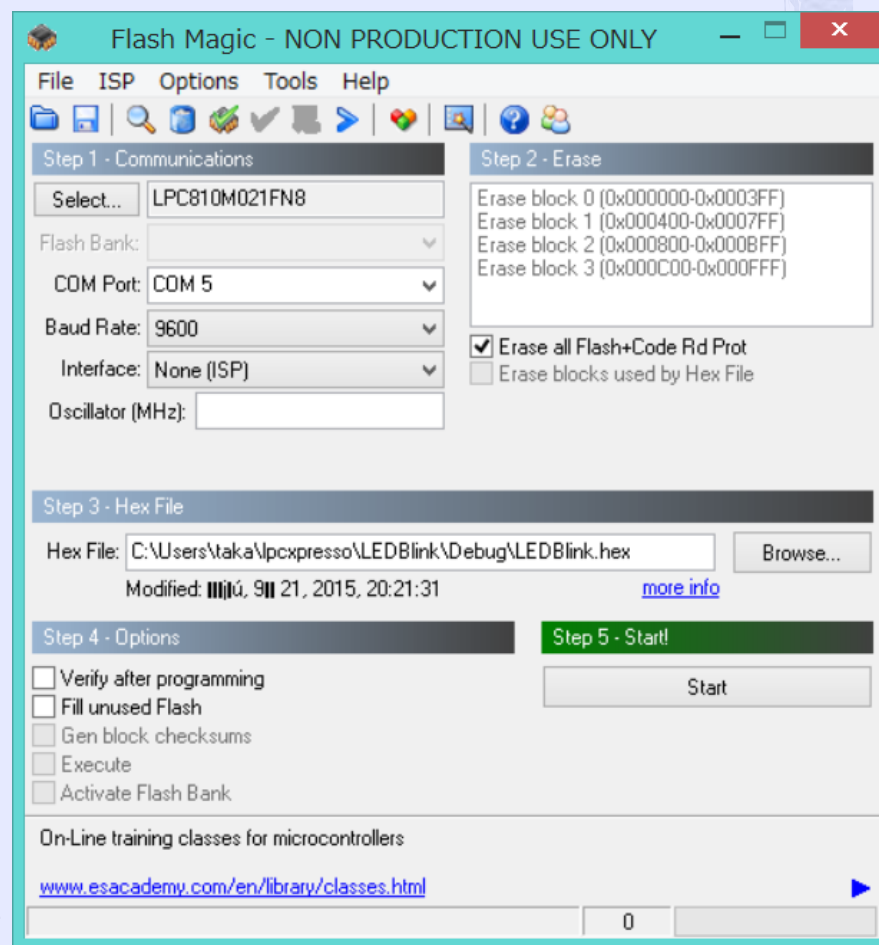 Flash Magic - NON PRODUCTION USE ONLY
File ISP Options Tools Help
Step 1 - Communications
Select... LPC810M021FN8
Flash Bank:
COM Port: COM 5
Baud Rate: 9600
Interface: None (ISP)
Oscillator (MHz):
Step 2 - Erase
Erase block 0 (0x000000-0x0003FF)
Erase block 1 (0x000400-0x0007FF)
Erase block 2 (0x000800-0x000BFF)
Erase block 3 (0x000C00-0x000FFF)
Erase all Flash+Code Rd Prot
Erase blocks used by Hex File
Step 3 - Hex File
Hex File: C:\Users\taka\lpcxpresso\LEDBlink\Debug\LEDBlink.hex Browse...
Modified: 21, 2015, 20:21:31 more info
Step 4 - Options
Verify after programming
Fill unused Flash
Gen block checksums
Execute
Activate Flash Bank
Step 5 - Start!
Start
On-Line training classes for microcontrollers
www.esacademy.com/en/library/classes.html
0